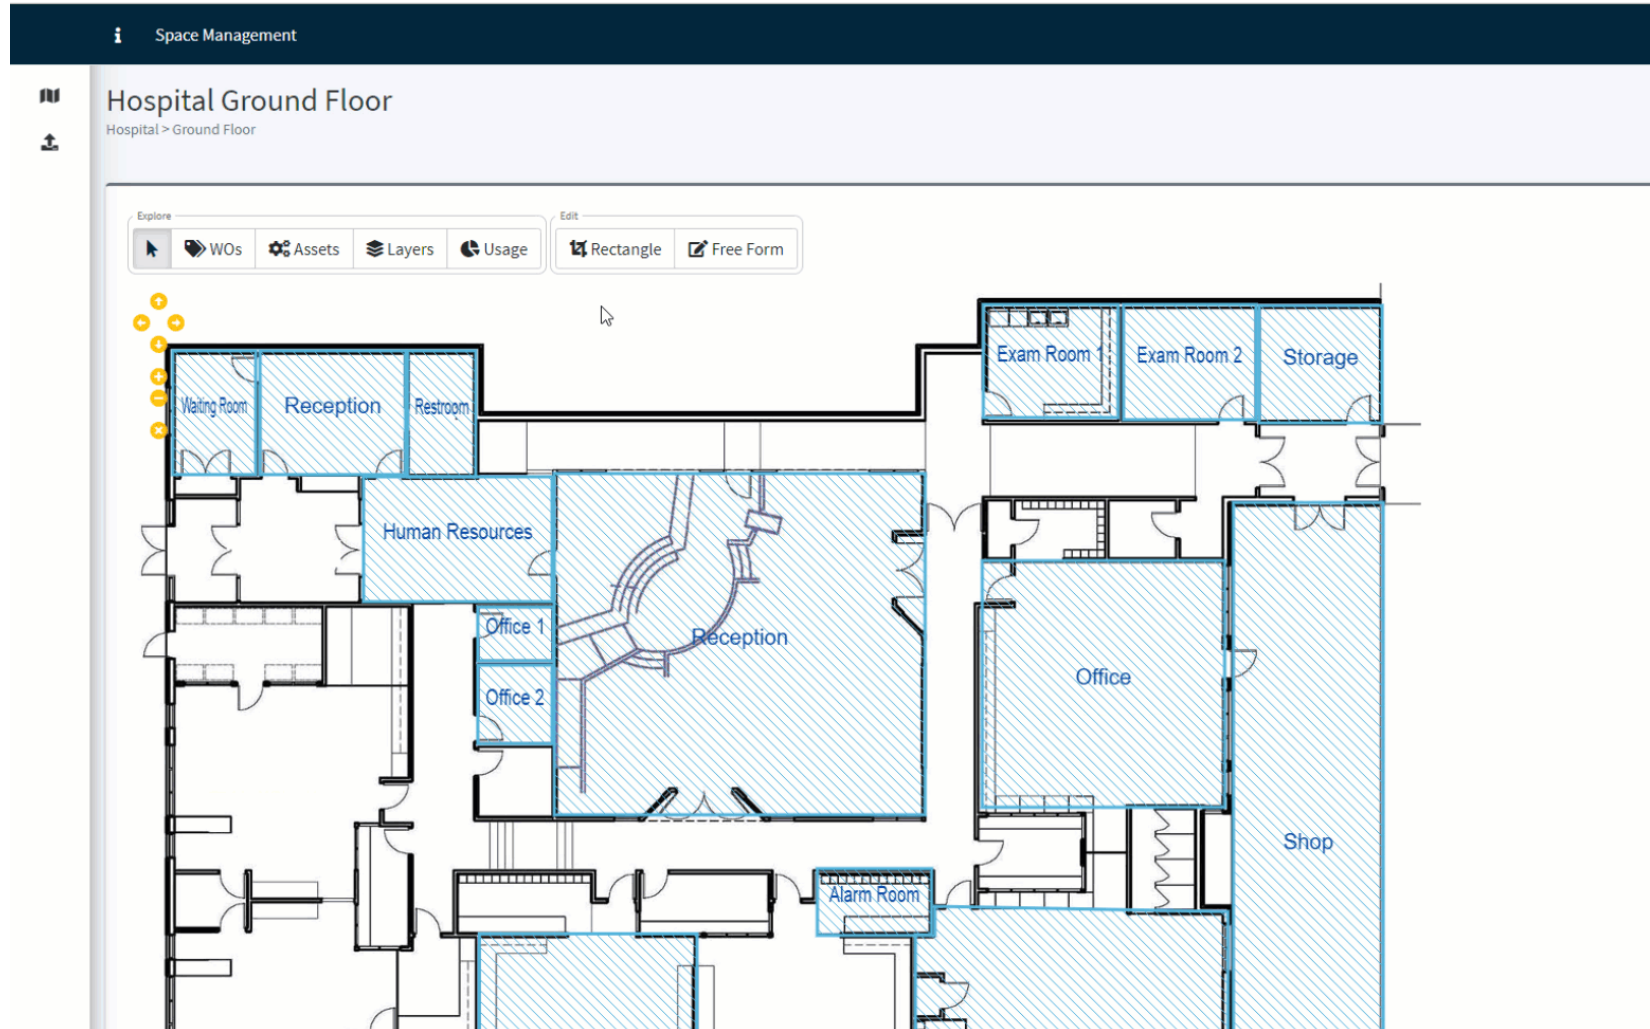 Space Management
Hospital Ground Floor
Hospital > Ground Floor
Explore
Edit
WOs
Assets
Layers
Usage
Rectangle
Free Form
Exam Room 1
Exam Room 2
Storage
Waiting Room
Reception
Restroom
Human Resources
Office 1
Reception
Office
Office 2
Shop
Alarm Room